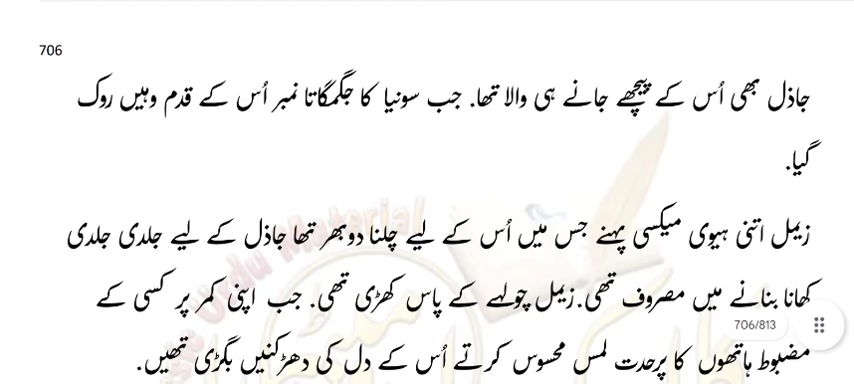 706
جاذل بھی اُس کے پیچھے جانے ہی والا تھا. جب سونیا کا جگمگاتا نمبر اُس کے قدم وہیں روک
گیا.
زیمل اتنی ہیوی میکسی پہنے جس میں اُس کے لیے چلنا دوبھر تھا جاذل کے لیے جلدی جلدی
کھانا بنانے میں مصروف تھی.زیمل چولہے کے پاس کھڑی تھی. جب اپنی کمر پر کسی کے
706/813
مضبوط ہاتھوں کا پرحدت لمس محسوس کرتے اُس کے دل کی دھڑکنیں بگڑی تھیں.